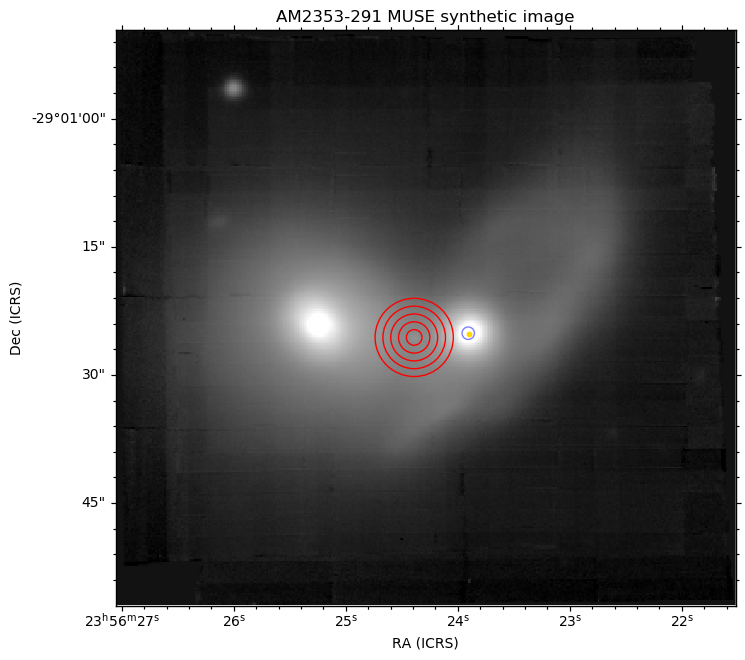 AM2353-291 MUSE synthetic image
-29°01'00"
15"
30"
45"
Dec (ICRS)
23ʰ56ᵐ27ˢ 26ˢ 25ˢ 24ˢ 23ˢ 22ˢ
RA (ICRS)